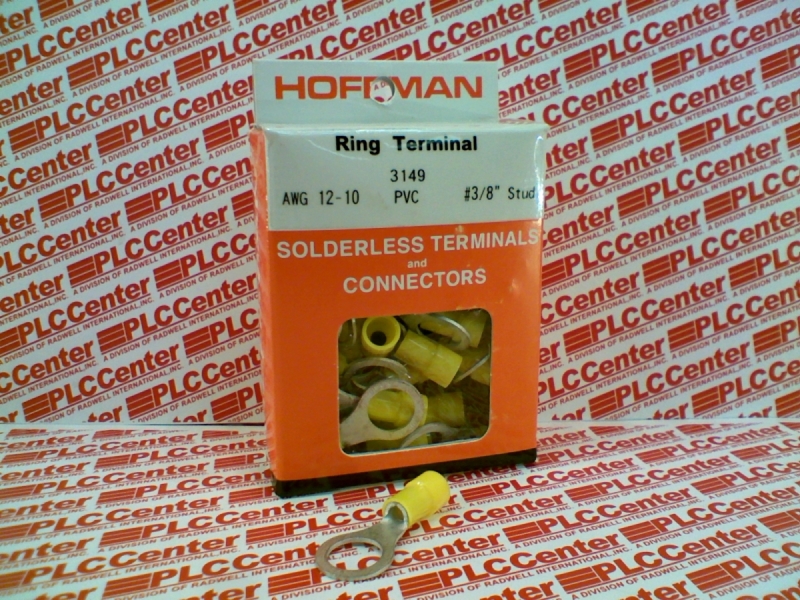 HOFFMAN
Ring Terminal
3149
AWG 12-10 PVC #3/8" Stud
SOLDERLESS TERMINALS
and
CONNECTORS
PLCCenter
A DIVISION OF RADWELL INTERNATIONAL, INC.